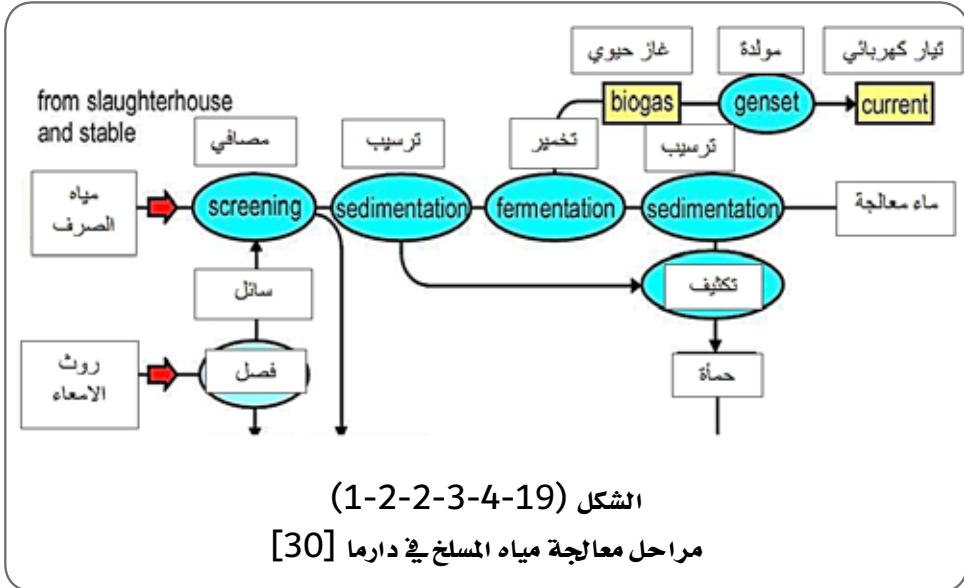 غاز حيوي
مولدة
تيار كهربائي
biogas
genset
current
from slaughterhouse
and stable
مصافي
ترسيب
تخمير
ترسيب
مياه
الصرف
screening
sedimentation
fermentation
sedimentation
ماء معالجة
سائل
تكثيف
روث
الامعاء
فصل
حمأة
الشكل (19-4-3-2-2-1)
مراحل معالجة مياه المسلخ في دارما [30]